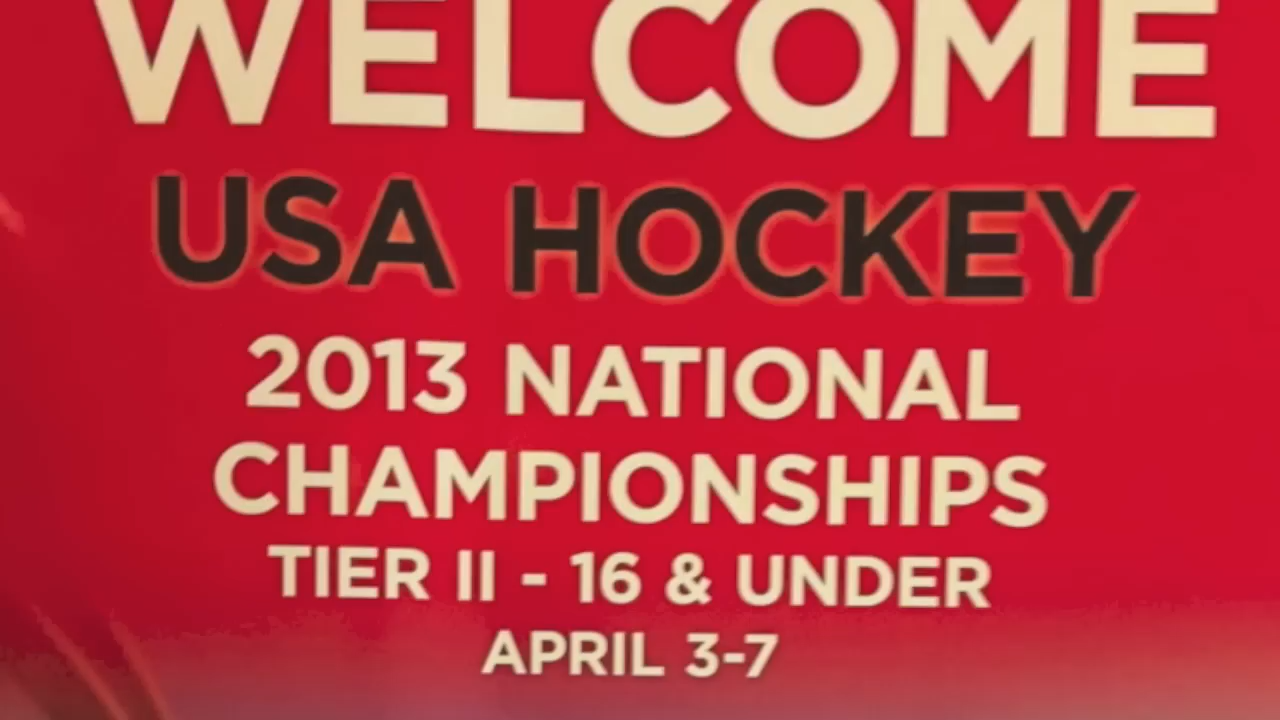 WELCOME
USA HOCKEY
2013 NATIONAL
CHAMPIONSHIPS
TIER II - 16 & UNDER
APRIL 3-7